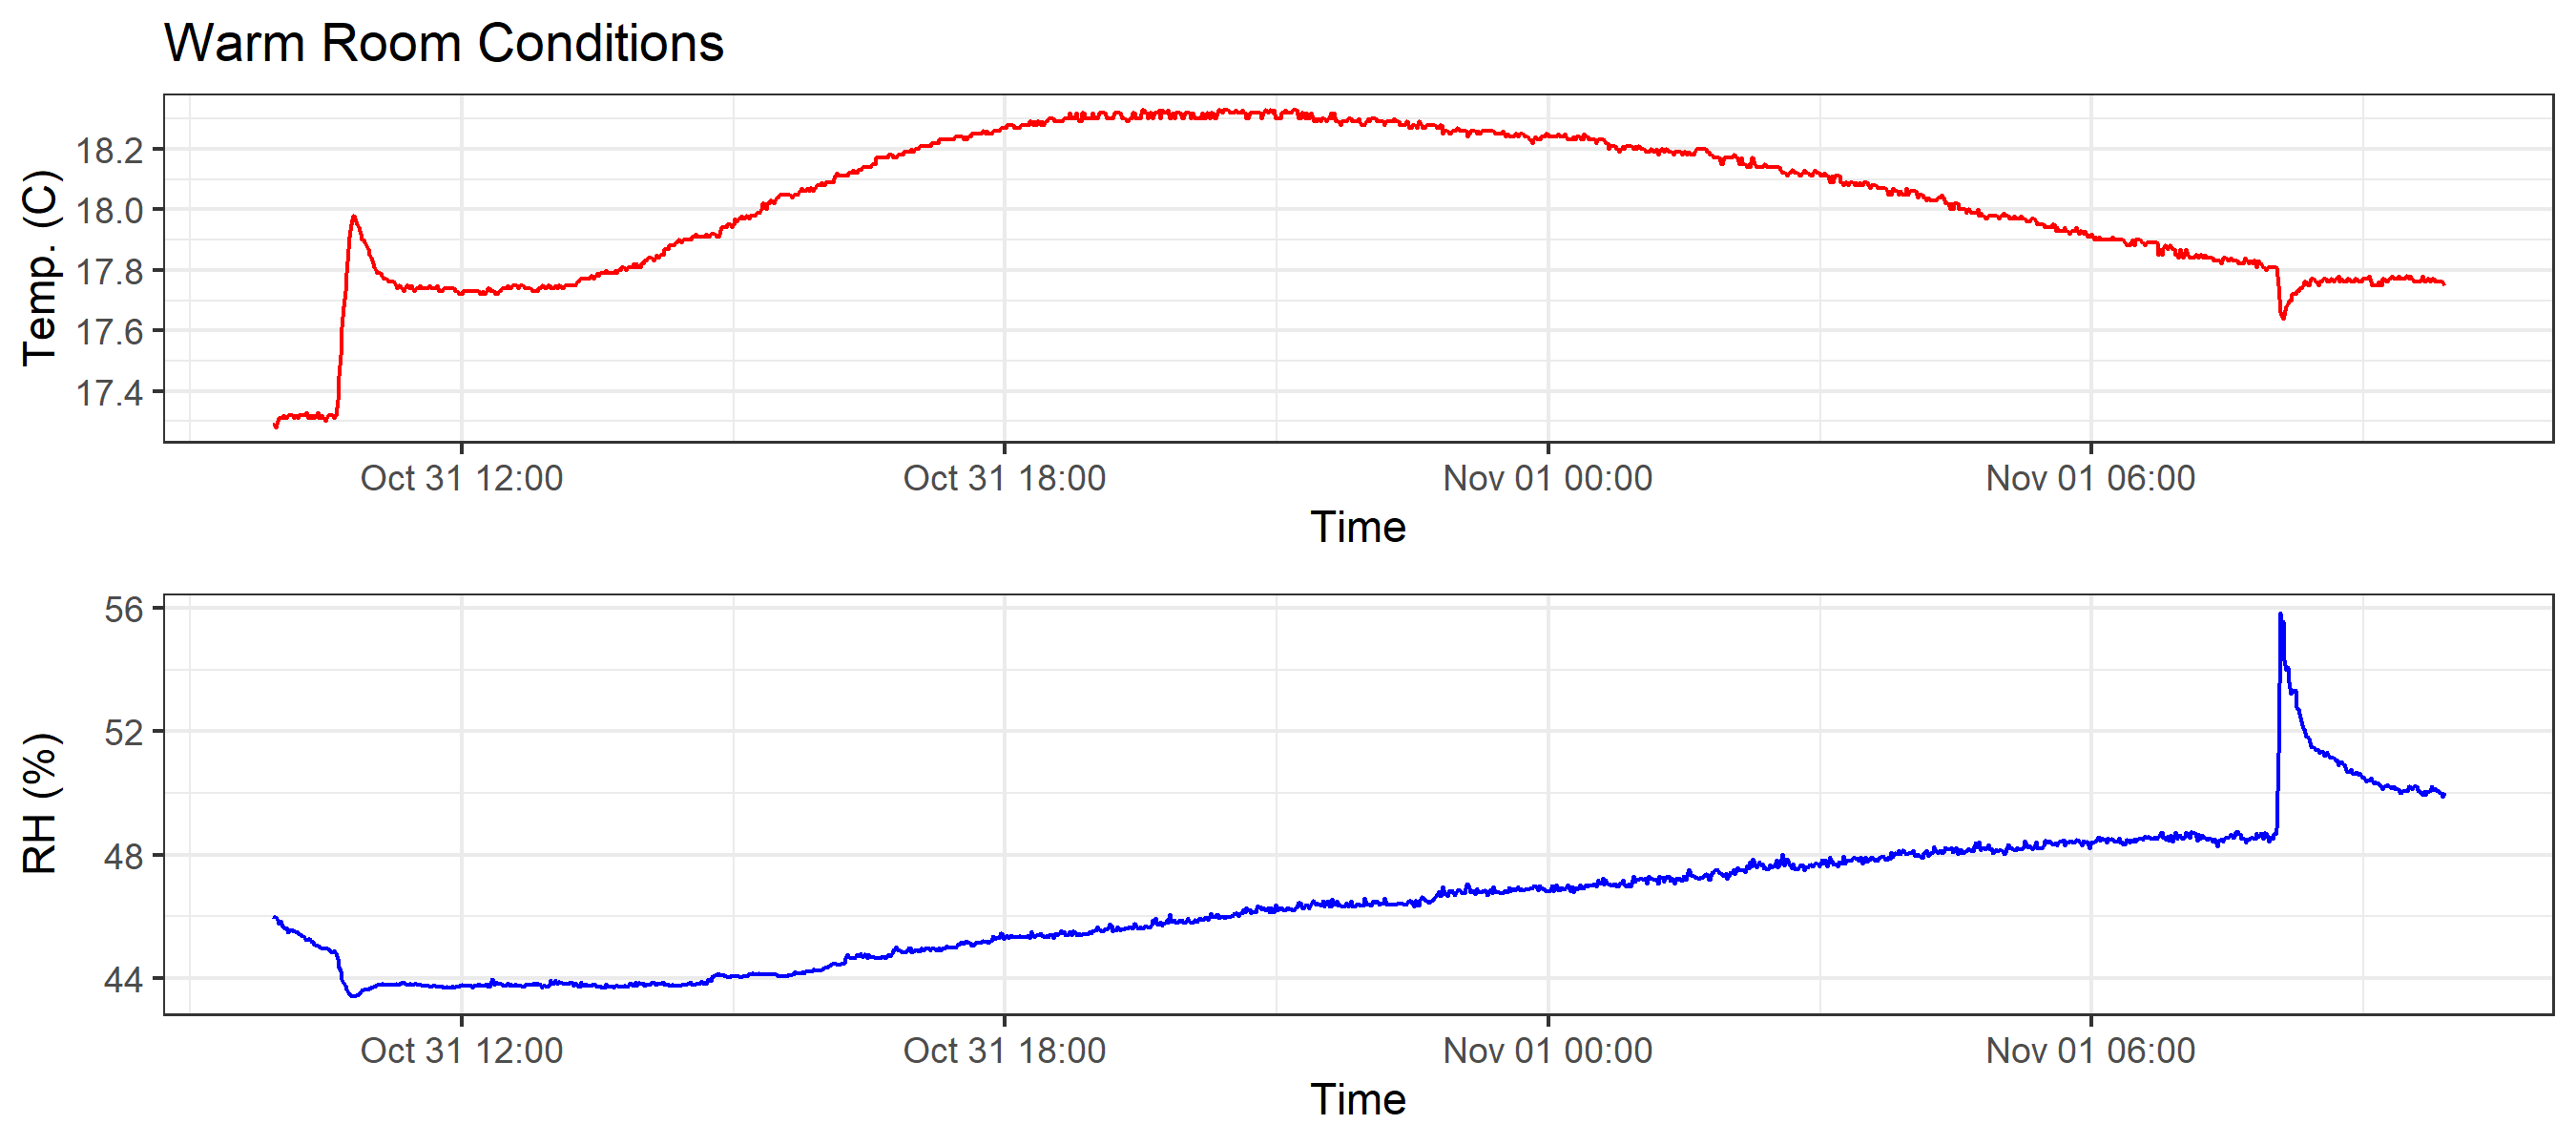 Warm Room Conditions
Temp. (C)
18.2
18.0
17.8
17.6
17.4
Oct 31 12:00 Oct 31 18:00 Nov 01 00:00 Nov 01 06:00
Time
RH (%)
56
52
48
44
Oct 31 12:00 Oct 31 18:00 Nov 01 00:00 Nov 01 06:00
Time